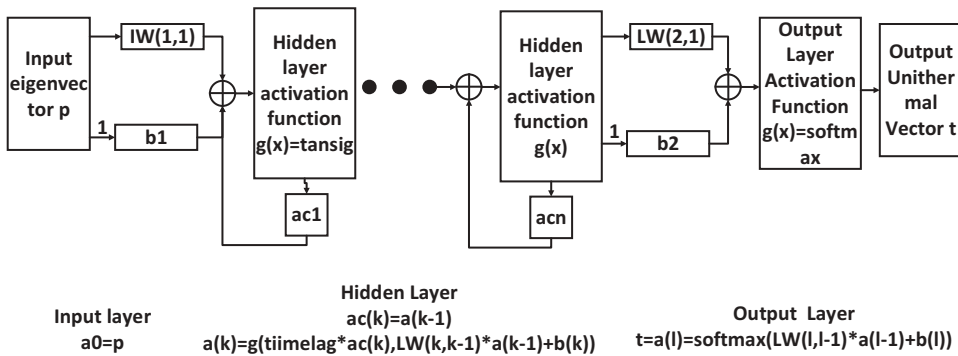 Input
eigenvec
tor p
IW(1,1)
1
b1
Hidden
layer
activation
function
g(x)=tansig
ac1
Hidden
layer
activation
function
g(x)
acn
LW(2,1)
1
b2
Output
Layer
Activation
Function
g(x)=softm
ax
Output
Unither
mal
Vector t
Input layer
a0=p
Hidden Layer
ac(k)=a(k-1)
a(k)=g(tiimelag*ac(k),LW(k,k-1)*a(k-1)+b(k))
Output Layer
t=a(l)=softmax(LW(l,l-1)*a(l-1)+b(l))